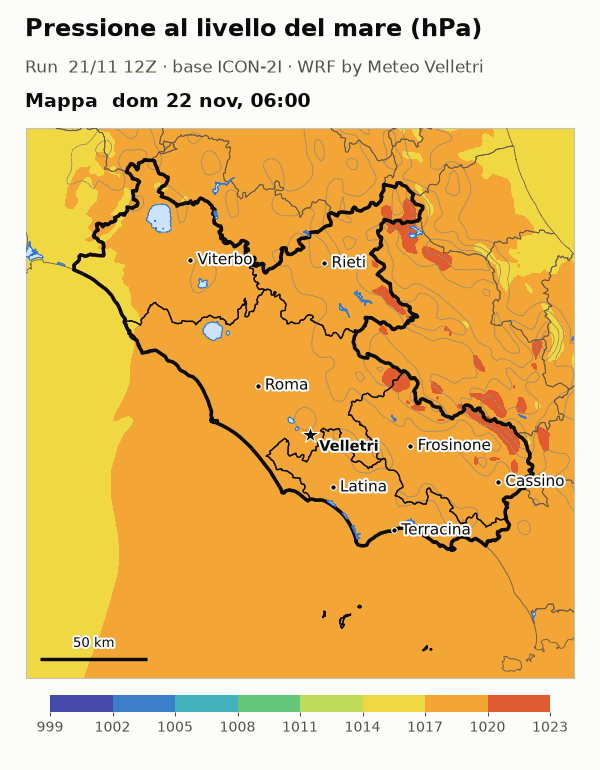 Pressione al livello del mare (hPa)
Run 21/11 12Z · base ICON-2I · WRF by Meteo Velletri
Mappa dom 22 nov, 06:00
Viterbo
Rieti
Roma
Velletri
Frosinone
Cassino
Latina
Terracina
50 km
999 1002 1005 1008 1011 1014 1017 1020 1023